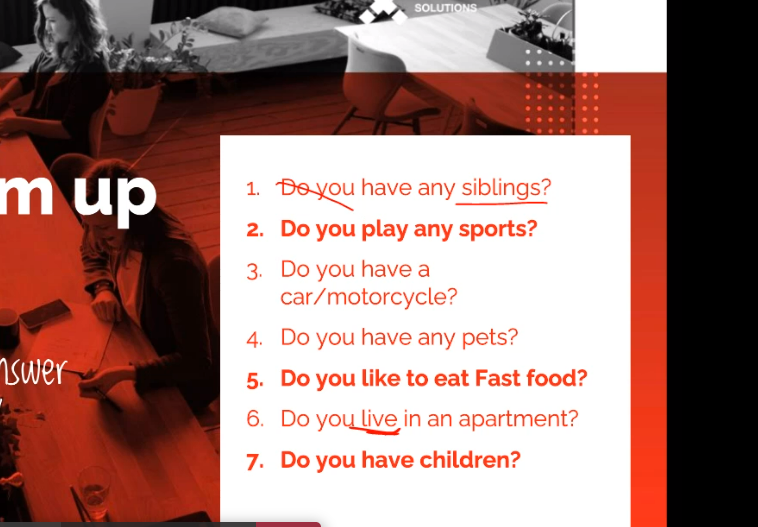 SOLUTIONS
m up
1. Do you have any siblings?
2. Do you play any sports?
3. Do you have a
car/motorcycle?
4. Do you have any pets?
nswer
5. Do you like to eat Fast food?
6. Do you live in an apartment?
7. Do you have children?